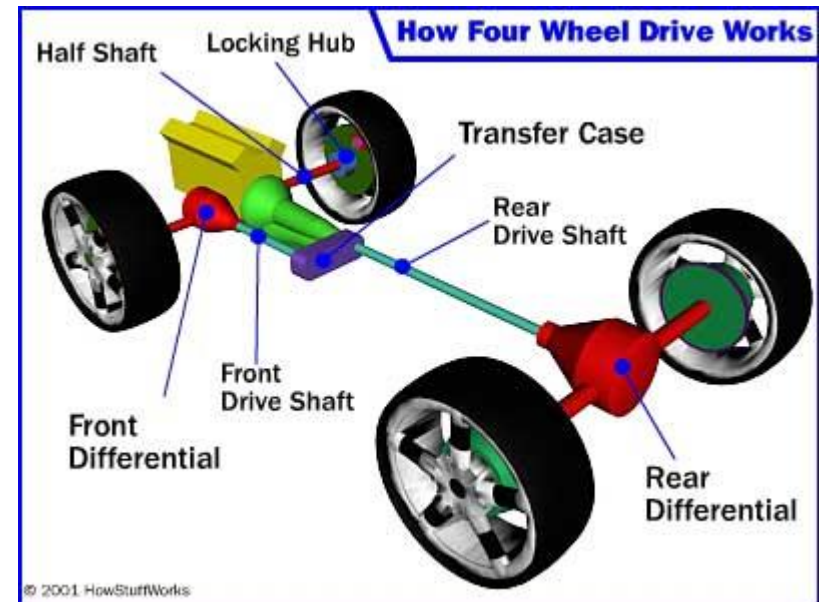 How Four Wheel Drive Works
Half Shaft
Locking Hub
Transfer Case
Rear
Drive Shaft
Front
Drive Shaft
Front
Differential
Rear
Differential
© 2001 HowStuffWorks